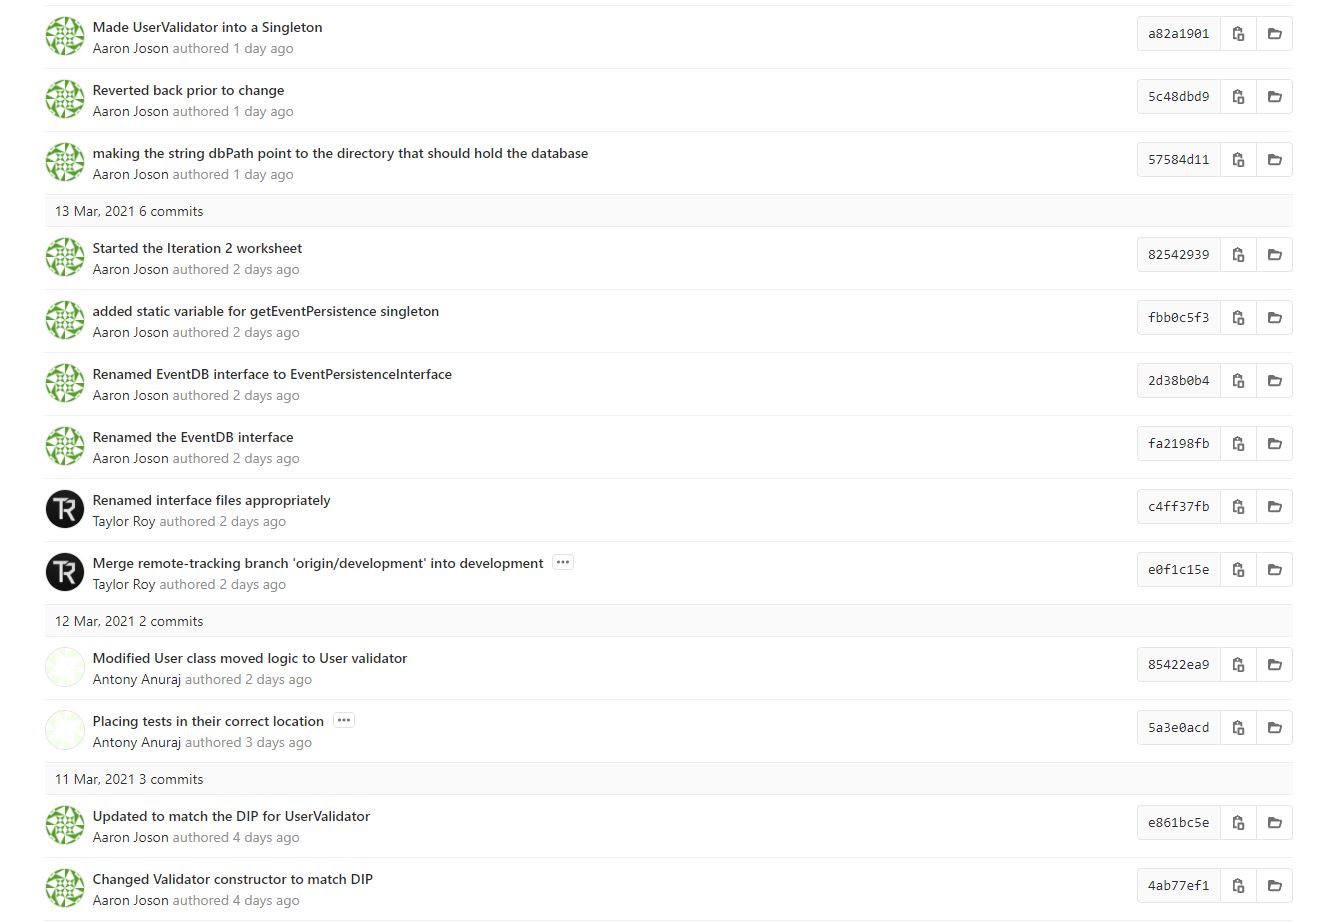 Made UserValidator into a Singleton
Aaron Joson authored 1 day ago
a82a1901
Reverted back prior to change
Aaron Joson authored 1 day ago
5c48dbd9
making the string dbPath point to the directory that should hold the database
Aaron Joson authored 1 day ago
57584d11
13 Mar, 2021 6 commits
Started the Iteration 2 worksheet
Aaron Joson authored 2 days ago
82542939
added static variable for getEventPersistence singleton
Aaron Joson authored 2 days ago
fbb0c5f3
Renamed EventDB interface to EventPersistenceInterface
Aaron Joson authored 2 days ago
2d38b0b4
Renamed the EventDB interface
Aaron Joson authored 2 days ago
fa2198fb
TR
Renamed interface files appropriately
Taylor Roy authored 2 days ago
c4ff37fb
TR
Merge remote-tracking branch 'origin/development' into development
Taylor Roy authored 2 days ago
e0f1c15e
12 Mar, 2021 2 commits
Modified User class moved logic to User validator
Antony Anuraj authored 2 days ago
85422ea9
Placing tests in their correct location
Antony Anuraj authored 3 days ago
5a3e0acd
11 Mar, 2021 3 commits
Updated to match the DIP for UserValidator
Aaron Joson authored 4 days ago
e861bc5e
Changed Validator constructor to match DIP
Aaron Joson authored 4 days ago
4ab77ef1